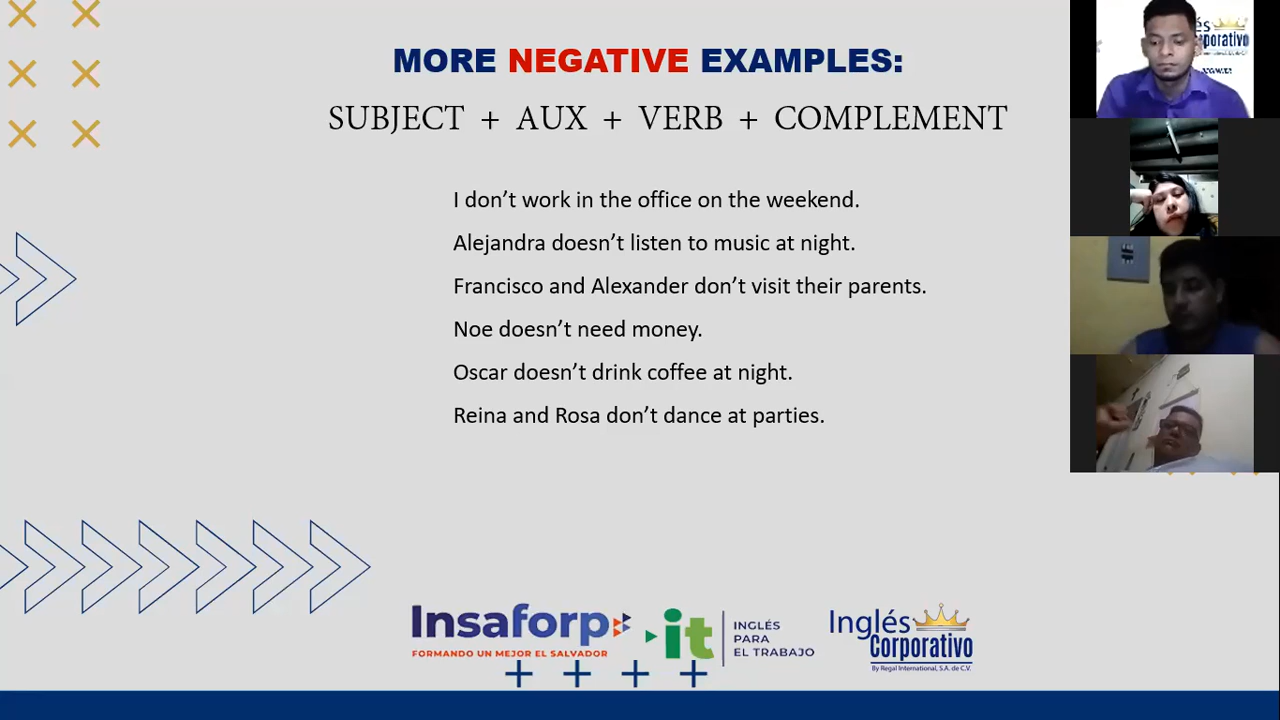 MORE NEGATIVE EXAMPLES:
SUBJECT + AUX + VERB + COMPLEMENT
I don’t work in the office on the weekend.
Alejandra doesn’t listen to music at night.
Francisco and Alexander don’t visit their parents.
Noe doesn’t need money.
Oscar doesn’t drink coffee at night.
Reina and Rosa don’t dance at parties.
Insaforp
FORMANDO UN MEJOR EL SALVADOR
it
INGLÉS
PARA
EL TRABAJO
Inglés
Corporativo
By Regal International, S.A. de C.V.